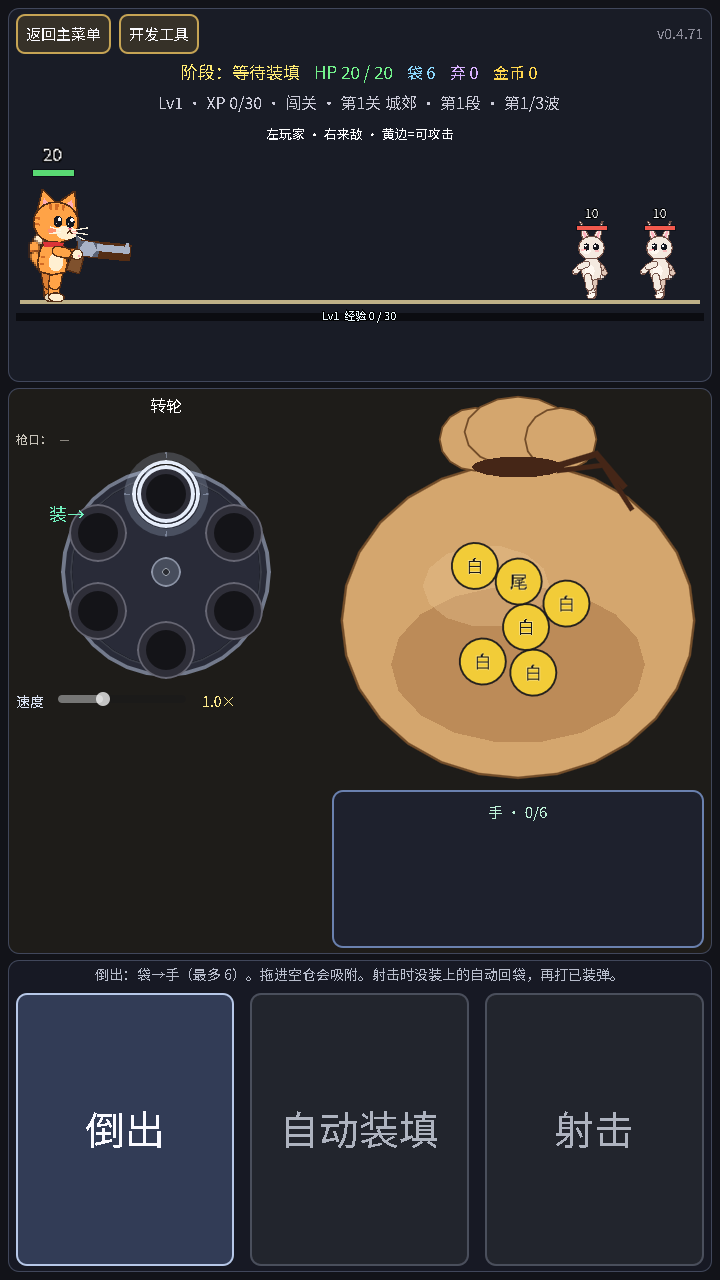 返回主菜单 开发工具 v0.4.71
阶段：等待装填 HP 20 / 20 袋 6 弃 0 金币 0
Lv1 · XP 0/30 · 闯关 · 第1关 城郊 · 第1段 · 第1/3波
左玩家 · 右来敌 · 黄边=可攻击
20
10 10
Lv1 经验 0 / 30
转轮
枪口： —
装→
白
尾
白
白
白
白
速度 1.0×
手 · 0/6
倒出：袋→手（最多 6）。拖进空仓会吸附。射击时没装上的自动回袋，再打已装弹。
倒出 自动装填 射击